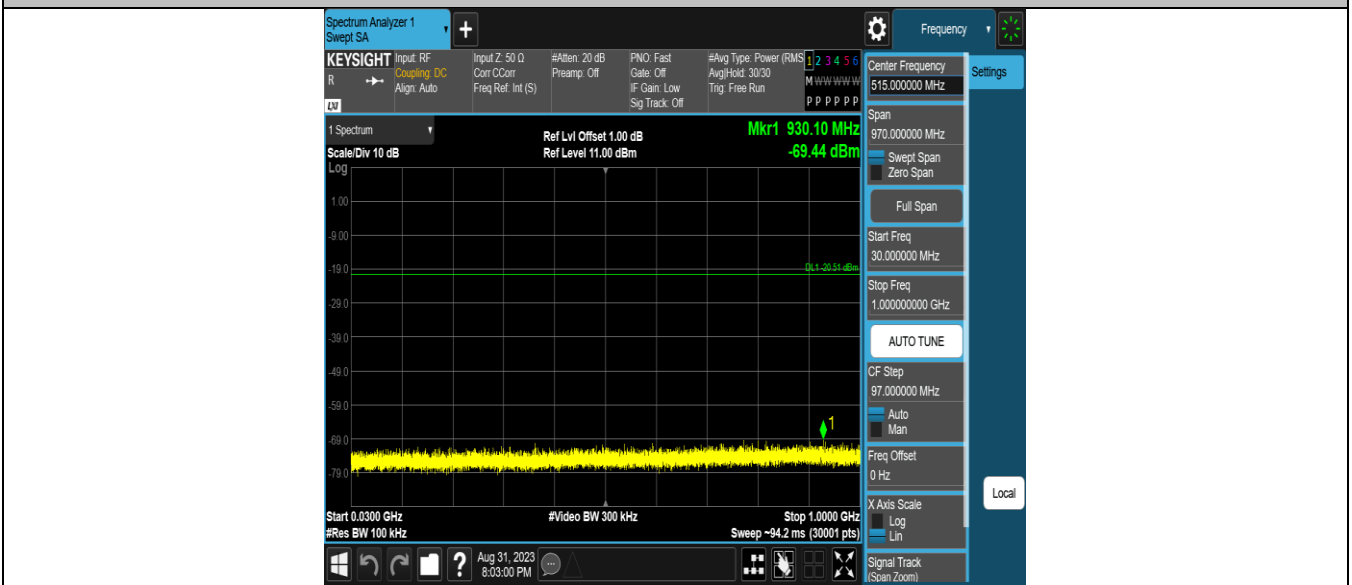 Spectrum Analyzer 1
Swept SA
+
Frequency
KEYSIGHT
R
LXI
Input: RF
Coupling: DC
Align: Auto
Input Z: 50 Ω
Corr CCorr
Freq Ref: Int (S)
#Atten: 20 dB
Preamp: Off
PNO: Fast
Gate: Off
IF Gain: Low
Sig Track: Off
#Avg Type: Power (RMS
Avg|Hold: 30/30
Trig: Free Run
1 2 3 4 5 6
M W W W W W
P P P P P P
1 Spectrum
Scale/Div 10 dB
Log
Ref Lvl Offset 1.00 dB
Ref Level 11.00 dBm
Mkr1 930.10 MHz
-69.44 dBm
1.00
-9.00
-19.0
DL1 -20.51 dBm
-29.0
-39.0
-49.0
-59.0
1
-69.0
-79.0
Start 0.0300 GHz
#Res BW 100 kHz
#Video BW 300 kHz
Stop 1.0000 GHz
Sweep ~94.2 ms (30001 pts)
?
Aug 31, 2023
8:03:00 PM
Center Frequency
515.000000 MHz
Settings
Span
970.000000 MHz
Swept Span
Zero Span
Full Span
Start Freq
30.000000 MHz
Stop Freq
1.000000000 GHz
AUTO TUNE
CF Step
97.000000 MHz
Auto
Man
Freq Offset
0 Hz
X Axis Scale
Log
Lin
Local
Signal Track
(Span Zoom)